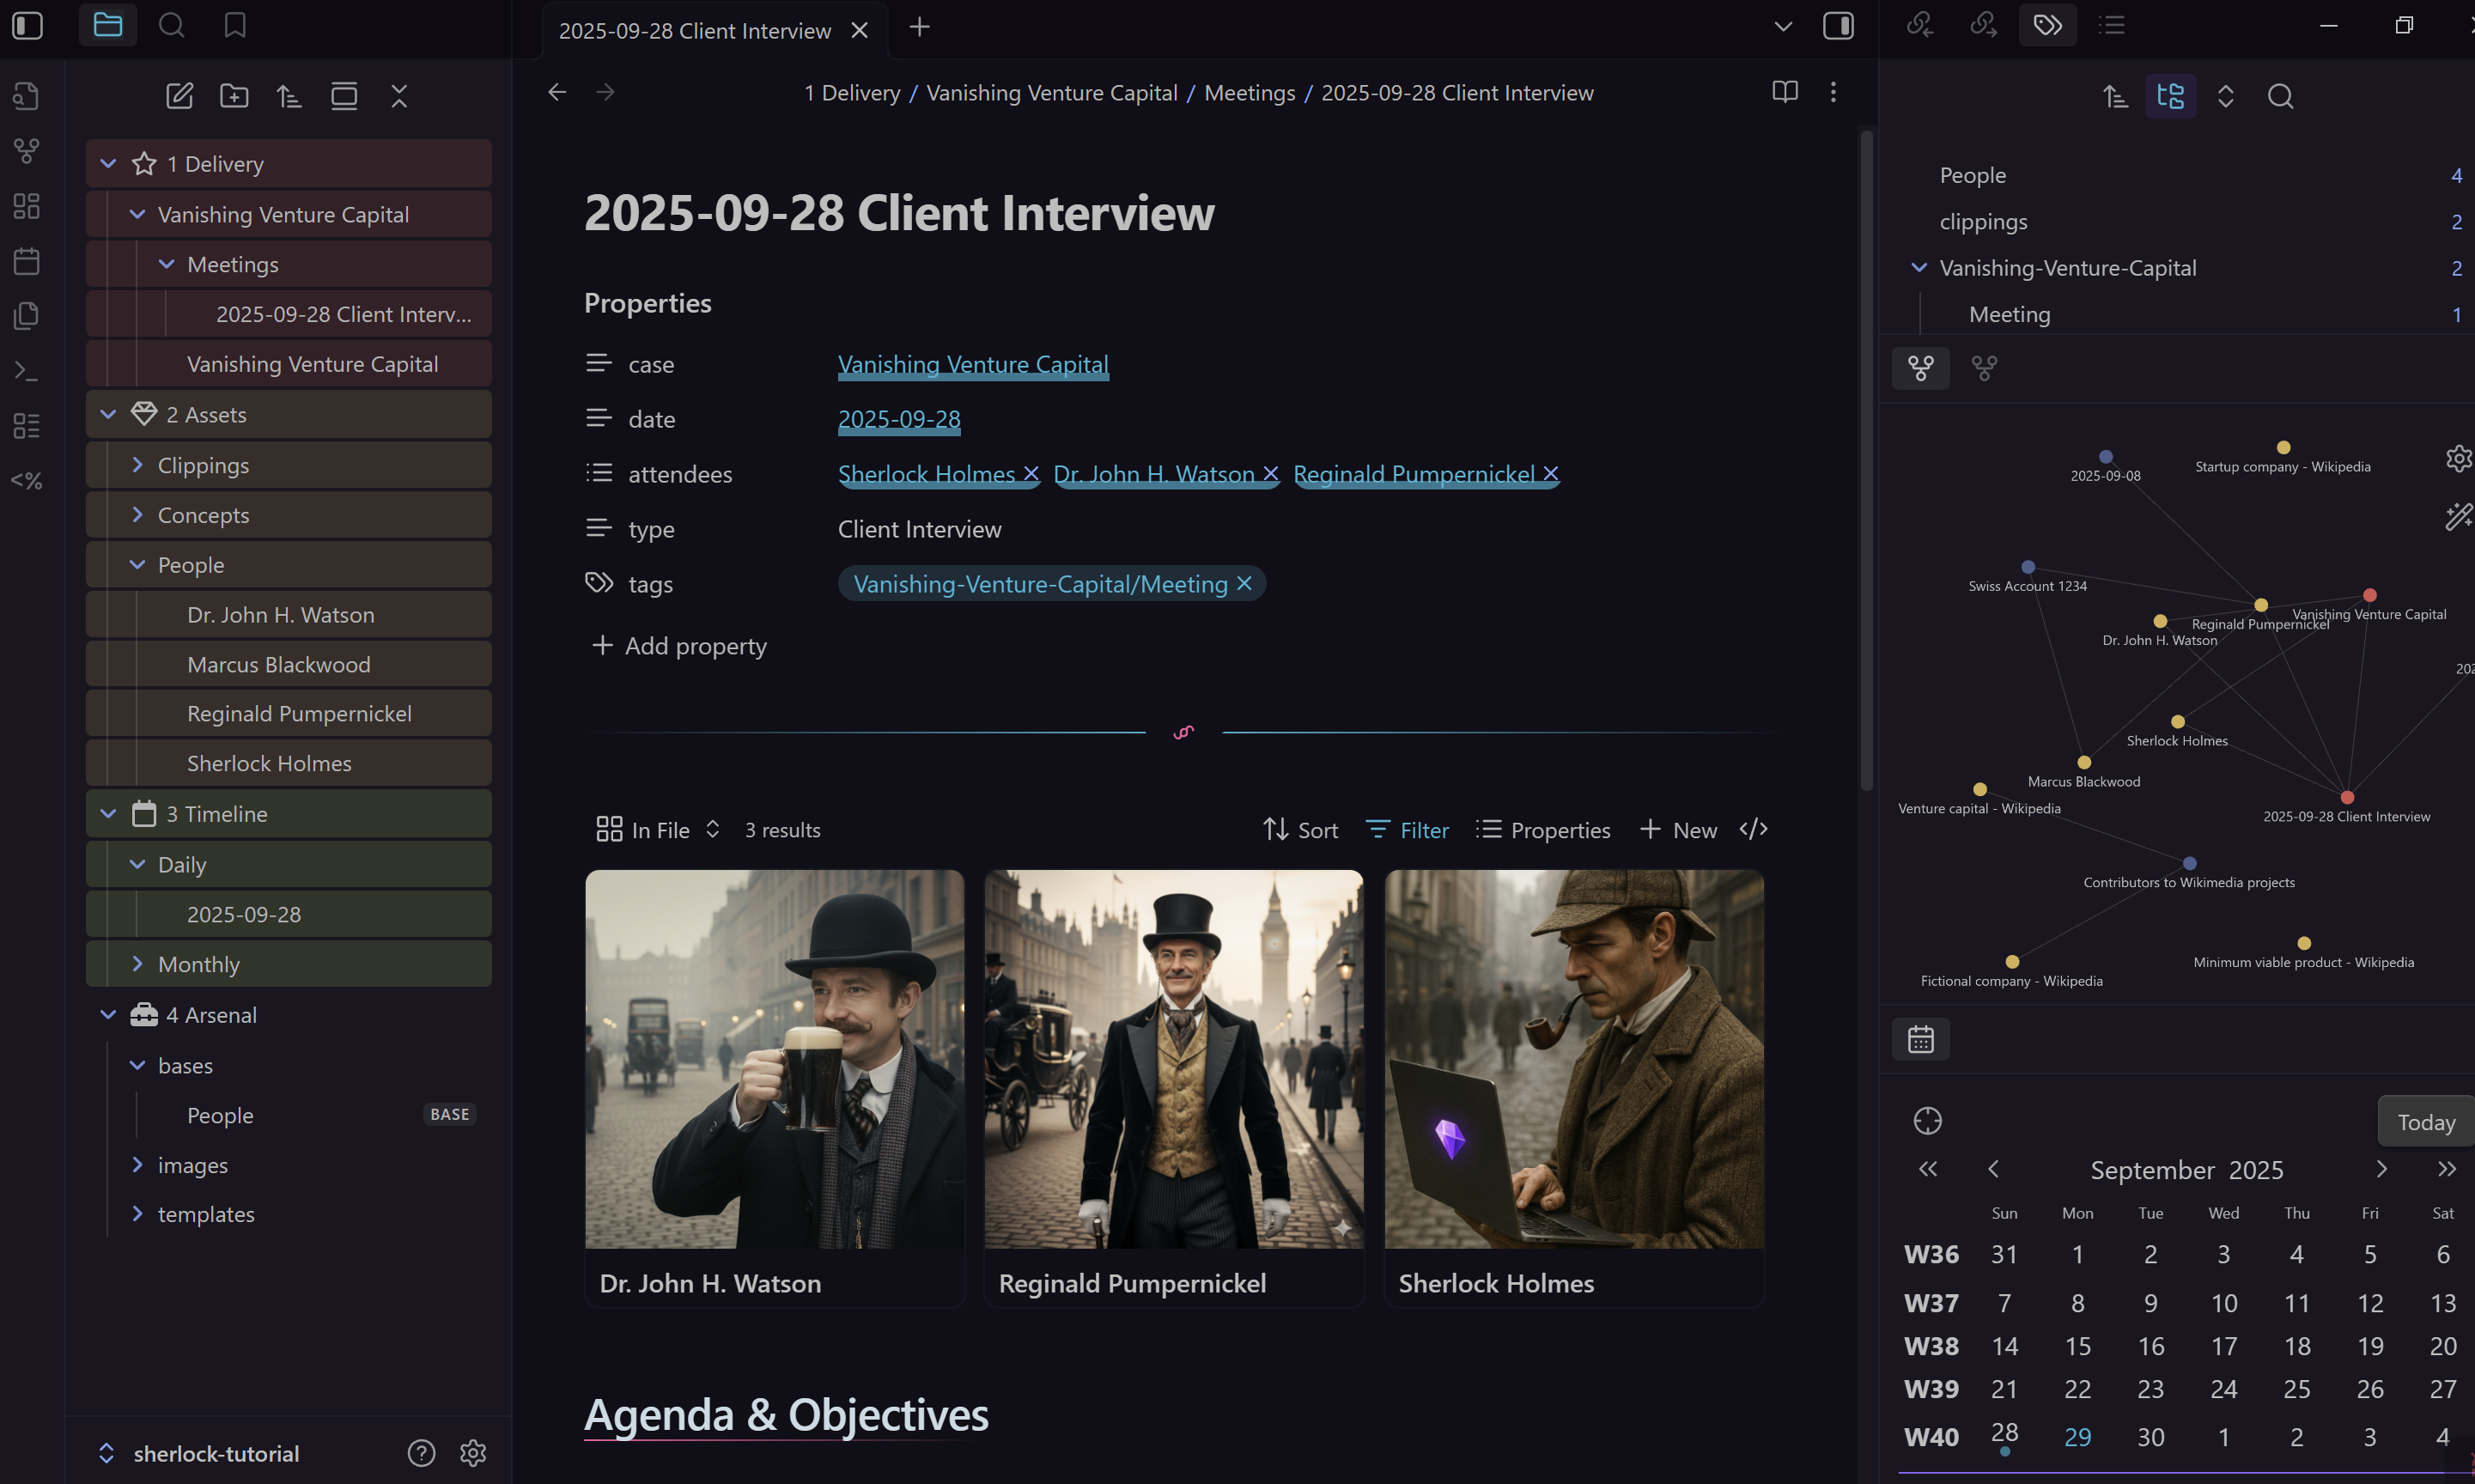 2025-09-28 Client Interview
1 Delivery
Vanishing Venture Capital
Meetings
2025-09-28 Client Interv...
Vanishing Venture Capital
2 Assets
Clippings
Concepts
People
Dr. John H. Watson
Marcus Blackwood
Reginald Pumpernickel
Sherlock Holmes
3 Timeline
Daily
2025-09-28
Monthly
4 Arsenal
bases
People BASE
images
templates
sherlock-tutorial
<%
1 Delivery / Vanishing Venture Capital / Meetings / 2025-09-28 Client Interview
2025-09-28 Client Interview
Properties
case Vanishing Venture Capital
date 2025-09-28
attendees Sherlock Holmes Dr. John H. Watson Reginald Pumpernickel
type Client Interview
tags Vanishing-Venture-Capital/Meeting
Add property
In File 3 results Sort Filter Properties New
Dr. John H. Watson
Reginald Pumpernickel
Sherlock Holmes
Agenda & Objectives
People 4
clippings 2
Vanishing-Venture-Capital 2
Meeting 1
2025-09-08
Startup company - Wikipedia
Swiss Account 1234
Vanishing Venture Capital
Reginald Pumpernickel
Dr. John H. Watson
202
Sherlock Holmes
Marcus Blackwood
Venture capital - Wikipedia
2025-09-28 Client Interview
Contributors to Wikimedia projects
Minimum viable product - Wikipedia
Fictional company - Wikipedia
Today
September 2025
Sun Mon Tue Wed Thu Fri Sat
W36 31 1 2 3 4 5 6
W37 7 8 9 10 11 12 13
W38 14 15 16 17 18 19 20
W39 21 22 23 24 25 26 27
W40 28 29 30 1 2 3 4